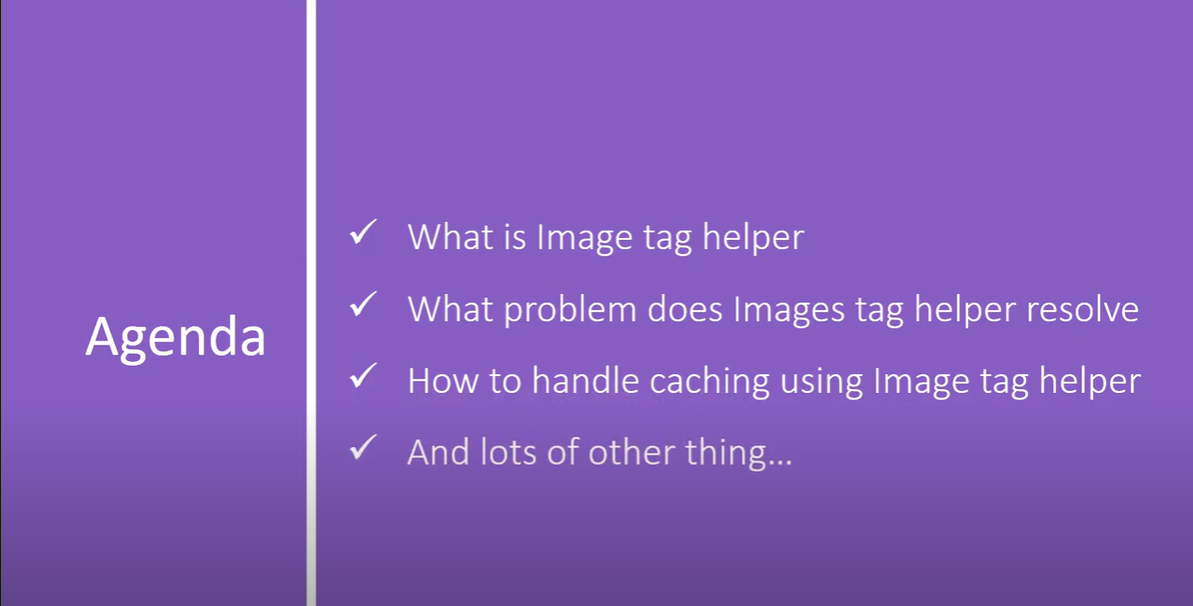 Agenda
What is Image tag helper
What problem does Images tag helper resolve
How to handle caching using Image tag helper
And lots of other thing...